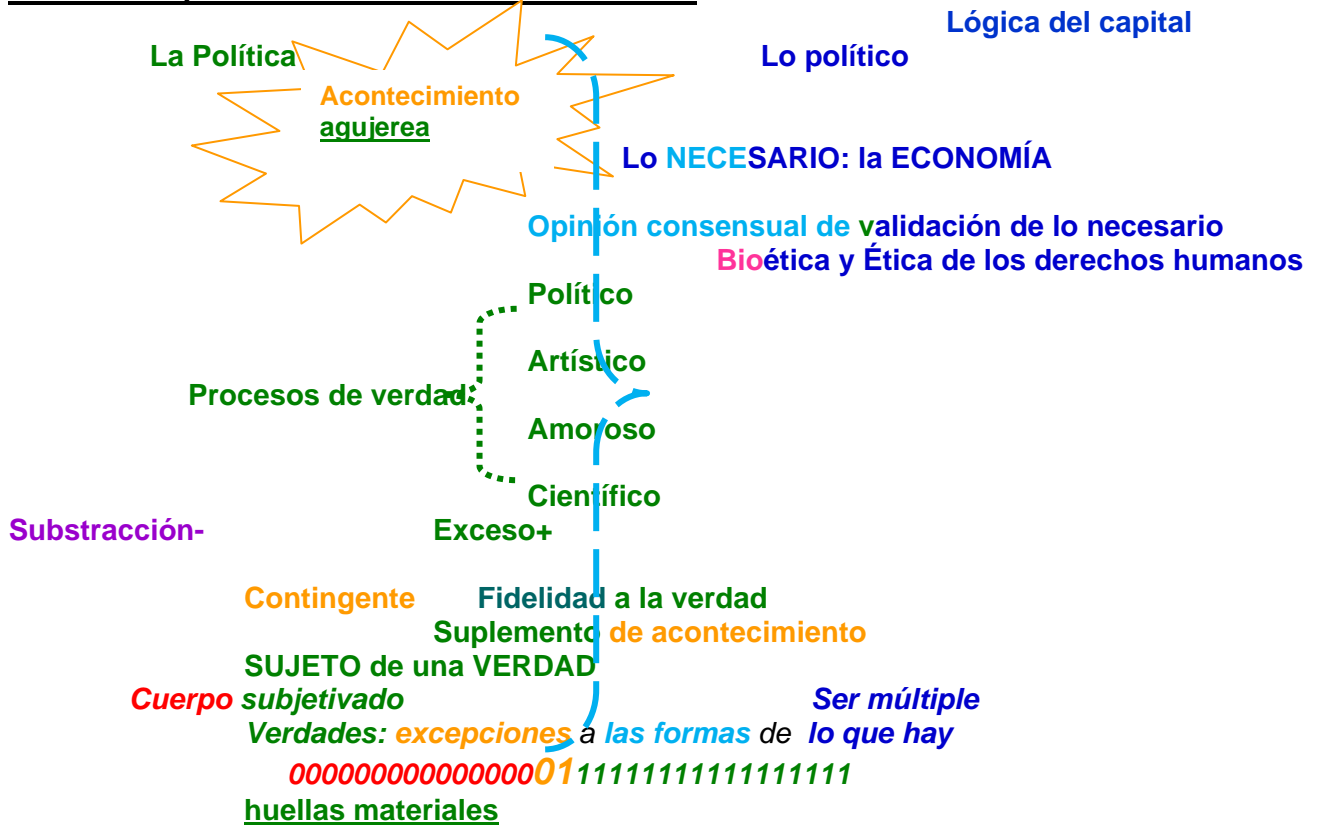 Lógica del capital
La Política Lo político
Acontecimiento
agujerea
Lo NECESARIO: la ECONOMÍA
Opinión consensual de validación de lo necesario
Bioética y Ética de los derechos humanos
Político
Artístico
Procesos de verdad
Amoroso
Científico
Substracción- Exceso+
Contingente Fidelidad a la verdad
Suplemento de acontecimiento
SUJETO de una VERDAD
Cuerpo subjetivado Ser múltiple
Verdades: excepciones a las formas de lo que hay
0000000000000000111111111111111111
huellas materiales